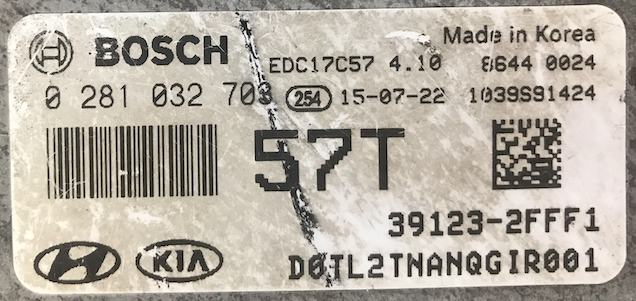 BOSCH
Made in Korea
EDC17C57 4.10 8644 0024
0 281 032 703 254 15-07-22 1039S91424
57T
39123-2FFF1
KIA D0TL2TNANQGIR001